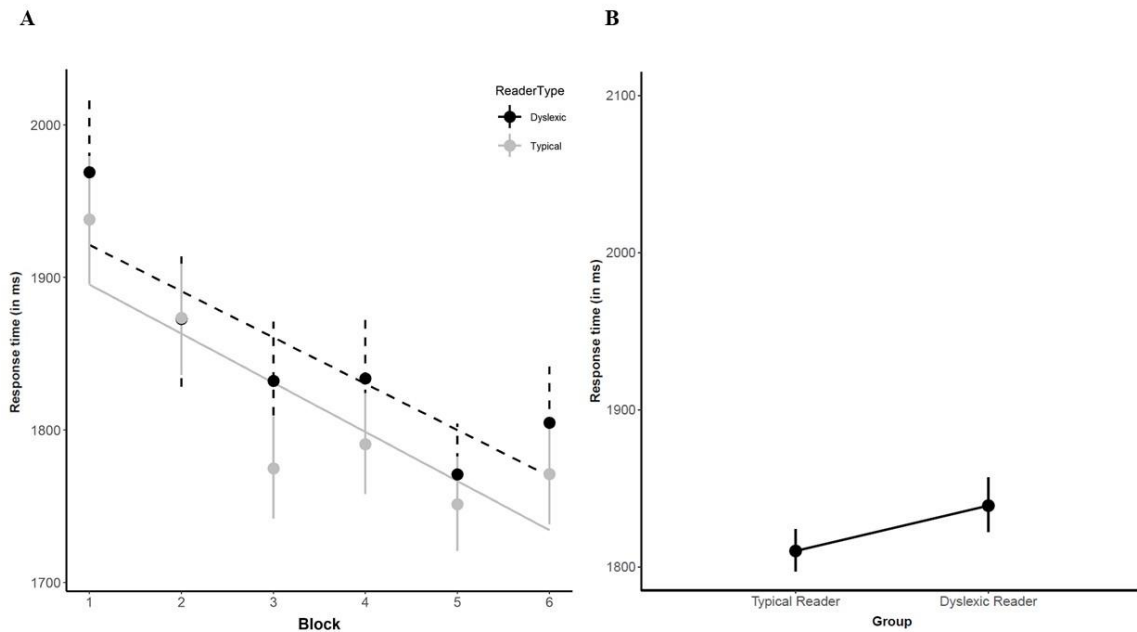 A
Response time (in ms)
2000
1900
1800
1700
ReaderType
Dyslexic
Typical
1 2 3 4 5 6
Block
B
Response time (in ms)
2100
2000
1900
1800
Typical Reader Dyslexic Reader
Group